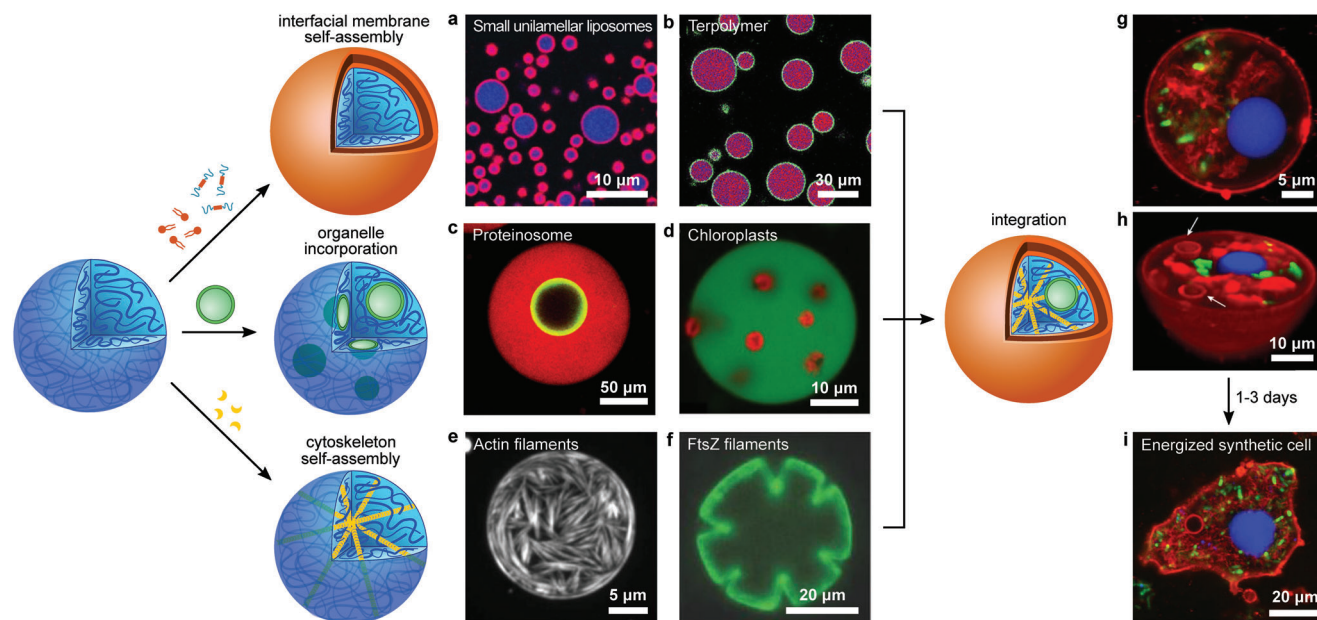 interfacial membrane
self-assembly
organelle
incorporation
cytoskeleton
self-assembly
a
Small unilamellar liposomes
10 µm
b
Terpolymer
30 µm
c
Proteinosome
50 µm
d
Chloroplasts
10 µm
e
Actin filaments
5 µm
f
FtsZ filaments
20 µm
integration
g
5 µm
h
10 µm
1-3 days
i
Energized synthetic cell
20 µm